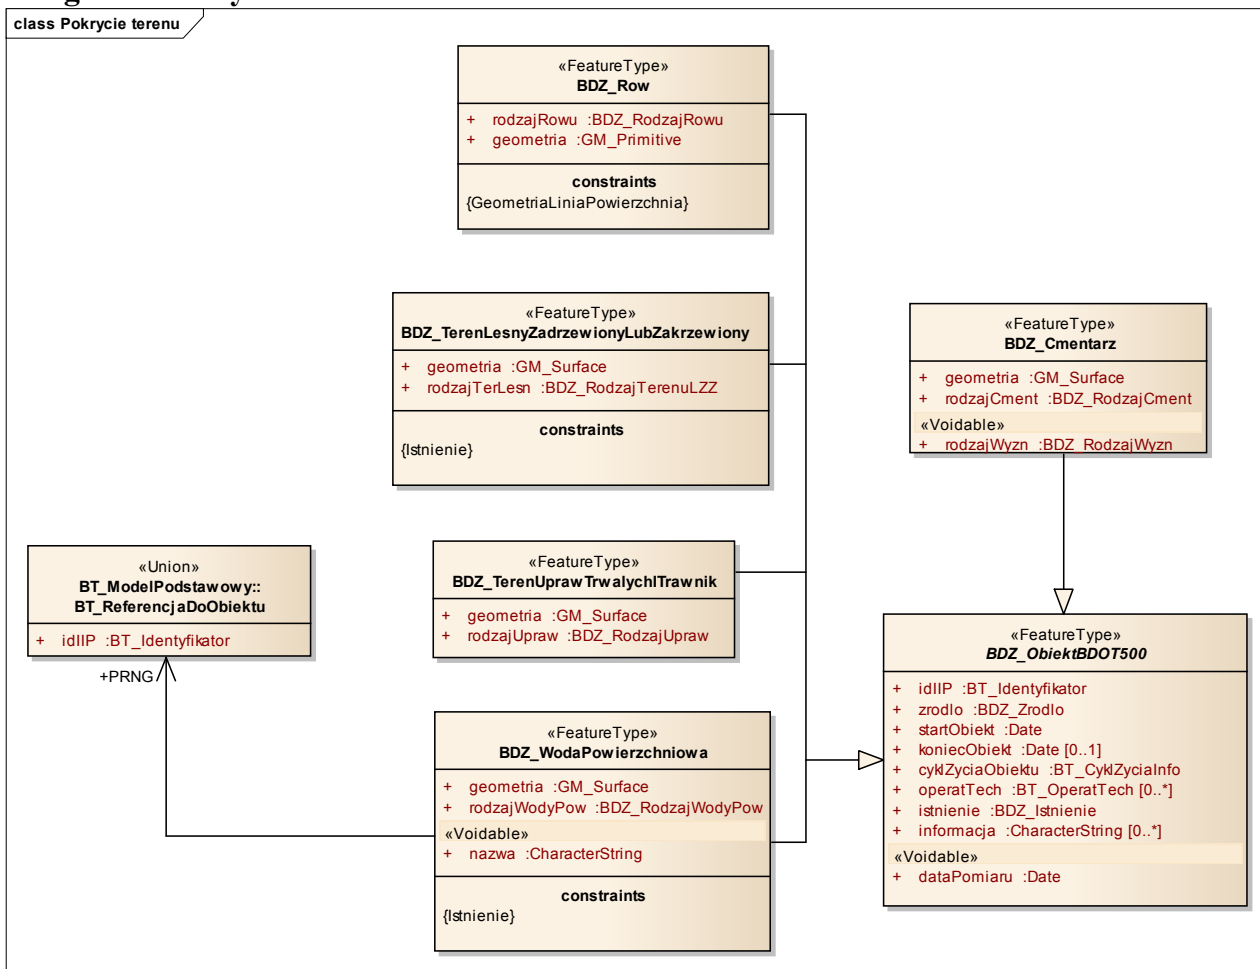 class Pokrycie terenu
«FeatureType»
BDZ_Row
+ rodzajRowu :BDZ_RodzajRowu
+ geometria :GM_Primitive
constraints
{GeometriaLiniaPowierzchnia}
«FeatureType»
BDZ_TerenLesnyZadrzewionyLubZakrzewiony
+ geometria :GM_Surface
+ rodzajTerLesn :BDZ_RodzajTerenuLZZ
constraints
{Istnienie}
«FeatureType»
BDZ_Cmentarz
+ geometria :GM_Surface
+ rodzajCment :BDZ_RodzajCment
«Voidable»
+ rodzajWyzn :BDZ_RodzajWyzn
«Union»
BT_ModelPodstawowy::
BT_ReferencjaDoObiektu
+ idIIP :BT_Identyfikator
+PRNG
«FeatureType»
BDZ_TerenUprawTrwalychITrawnik
+ geometria :GM_Surface
+ rodzajUpraw :BDZ_RodzajUpraw
«FeatureType»
BDZ_WodaPowierzchniowa
+ geometria :GM_Surface
+ rodzajWodyPow :BDZ_RodzajWodyPow
«Voidable»
+ nazwa :CharacterString
constraints
{Istnienie}
«FeatureType»
BDZ_ObiektBDOT500
+ idIIP :BT_Identyfikator
+ zrodlo :BDZ_Zrodlo
+ startObiekt :Date
+ koniecObiekt :Date [0..1]
+ cyklZyciaObiektu :BT_CyklZyciaInfo
+ operatTech :BT_OperatTech [0..*]
+ istnienie :BDZ_Istnienie
+ informacja :CharacterString [0..*]
«Voidable»
+ dataPomiaru :Date